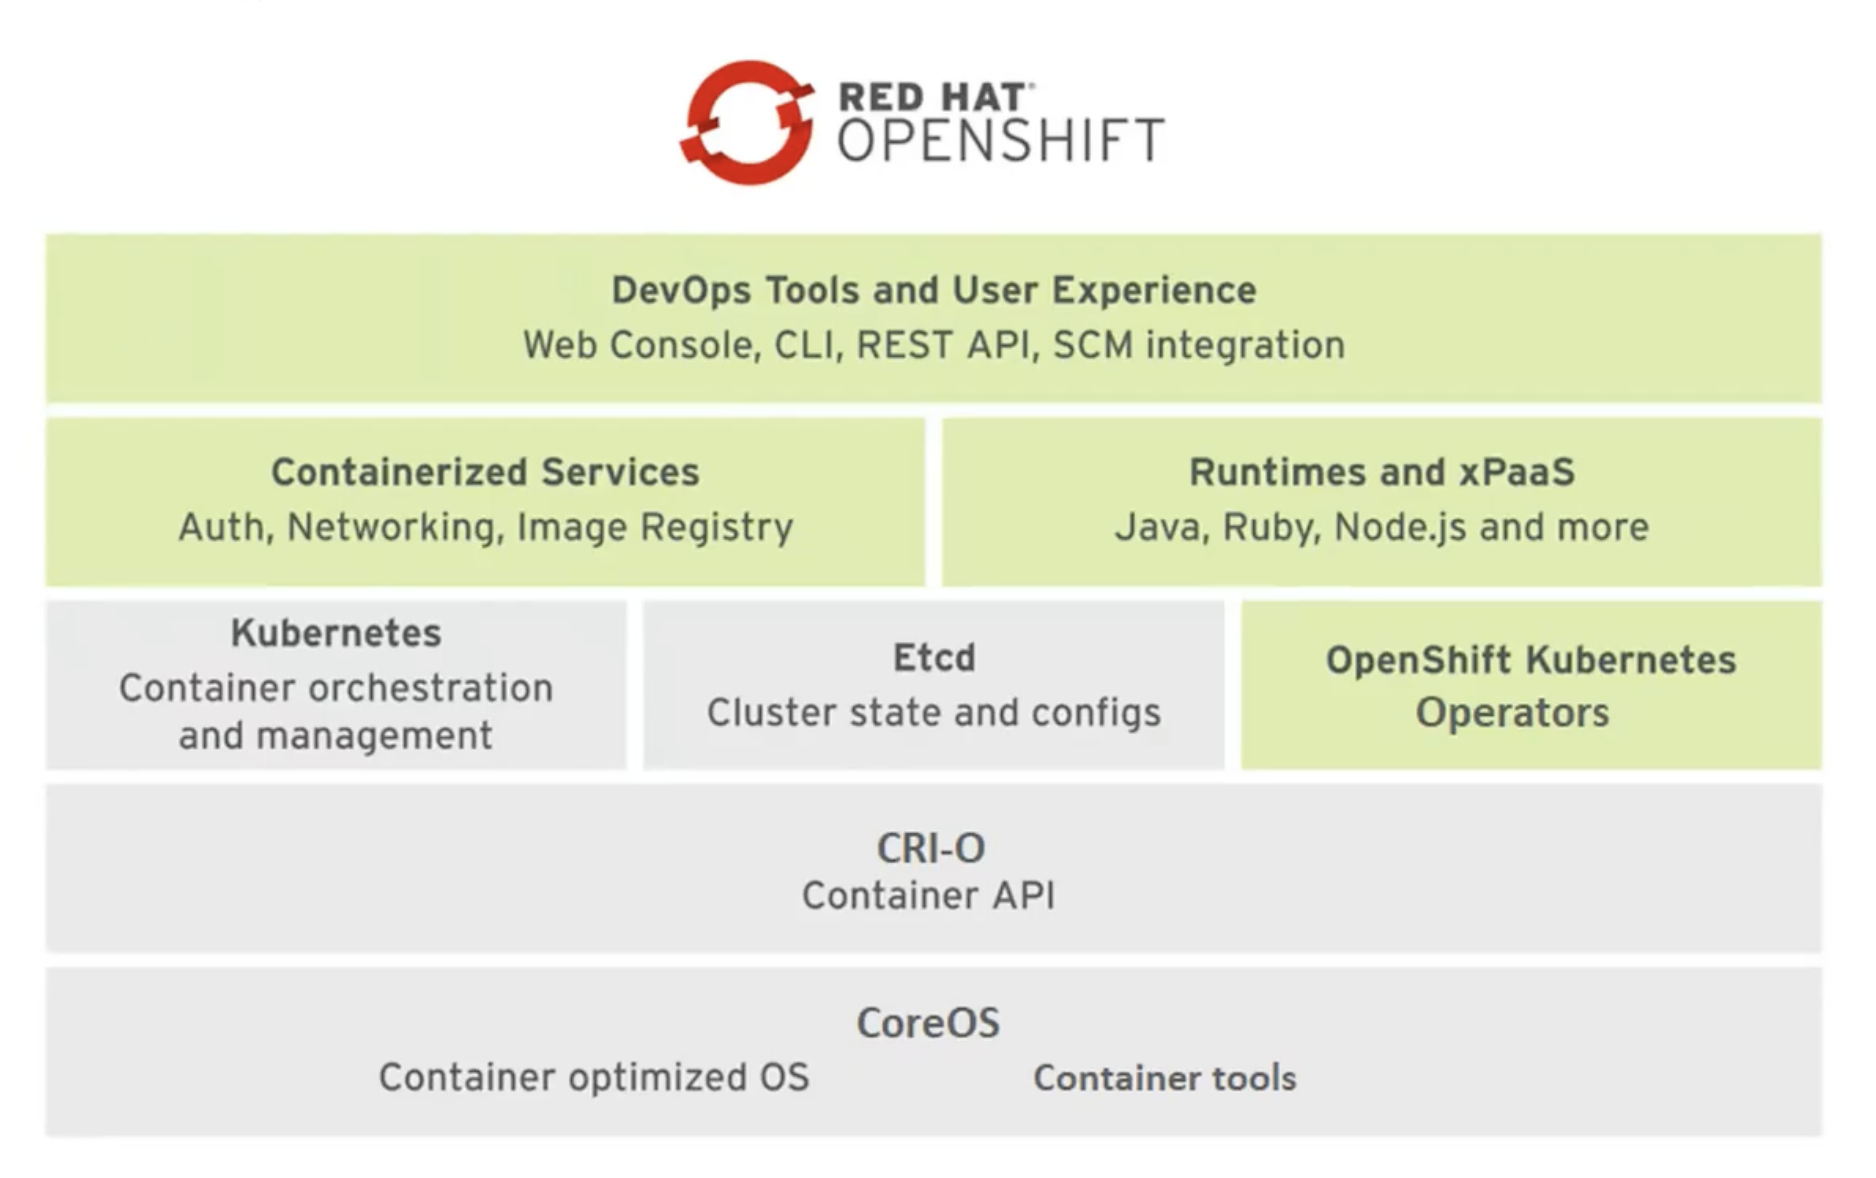 RED HAT®
OPENSHIFT
DevOps Tools and User Experience
Web Console, CLI, REST API, SCM integration
Containerized Services
Auth, Networking, Image Registry
Runtimes and xPaaS
Java, Ruby, Node.js and more
Kubernetes
Container orchestration
and management
Etcd
Cluster state and configs
OpenShift Kubernetes
Operators
CRI-O
Container API
CoreOS
Container optimized OS
Container tools